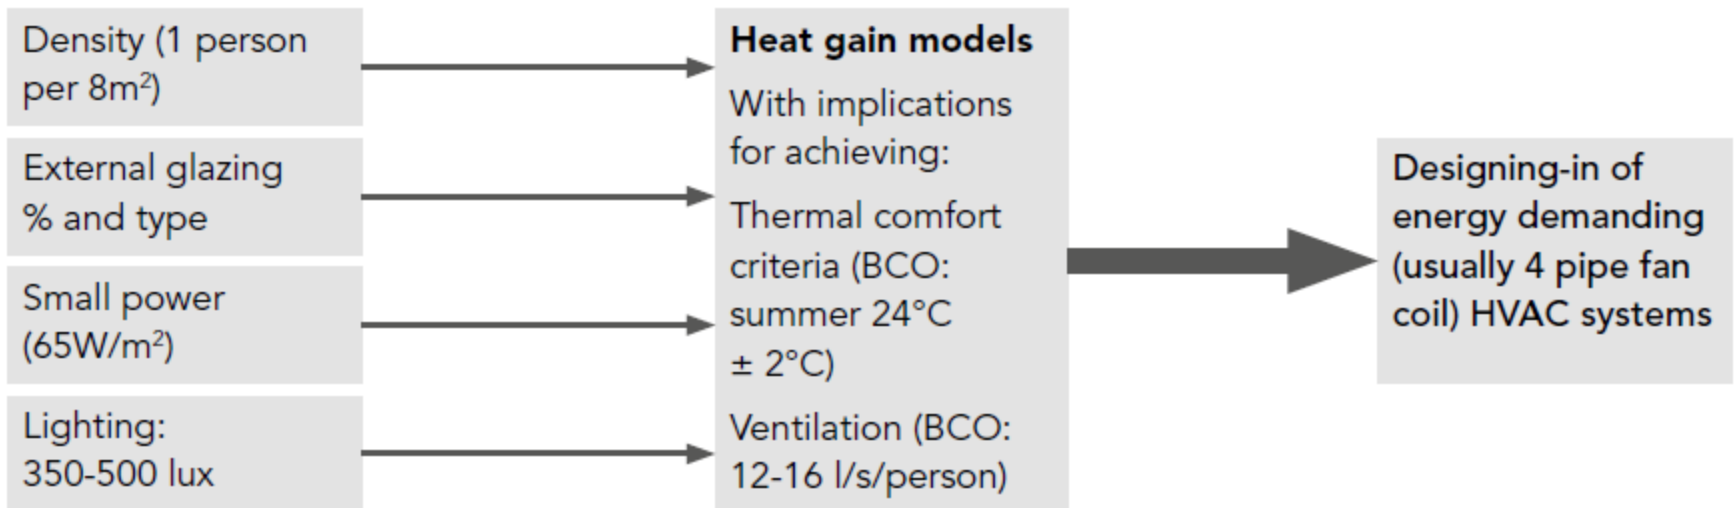 Density (1 person
per 8m²)
External glazing
% and type
Small power
(65W/m²)
Lighting:
350-500 lux
Heat gain models
With implications
for achieving:
Thermal comfort
criteria (BCO:
summer 24°C
± 2°C)
Ventilation (BCO:
12-16 l/s/person)
Designing-in of
energy demanding
(usually 4 pipe fan
coil) HVAC systems